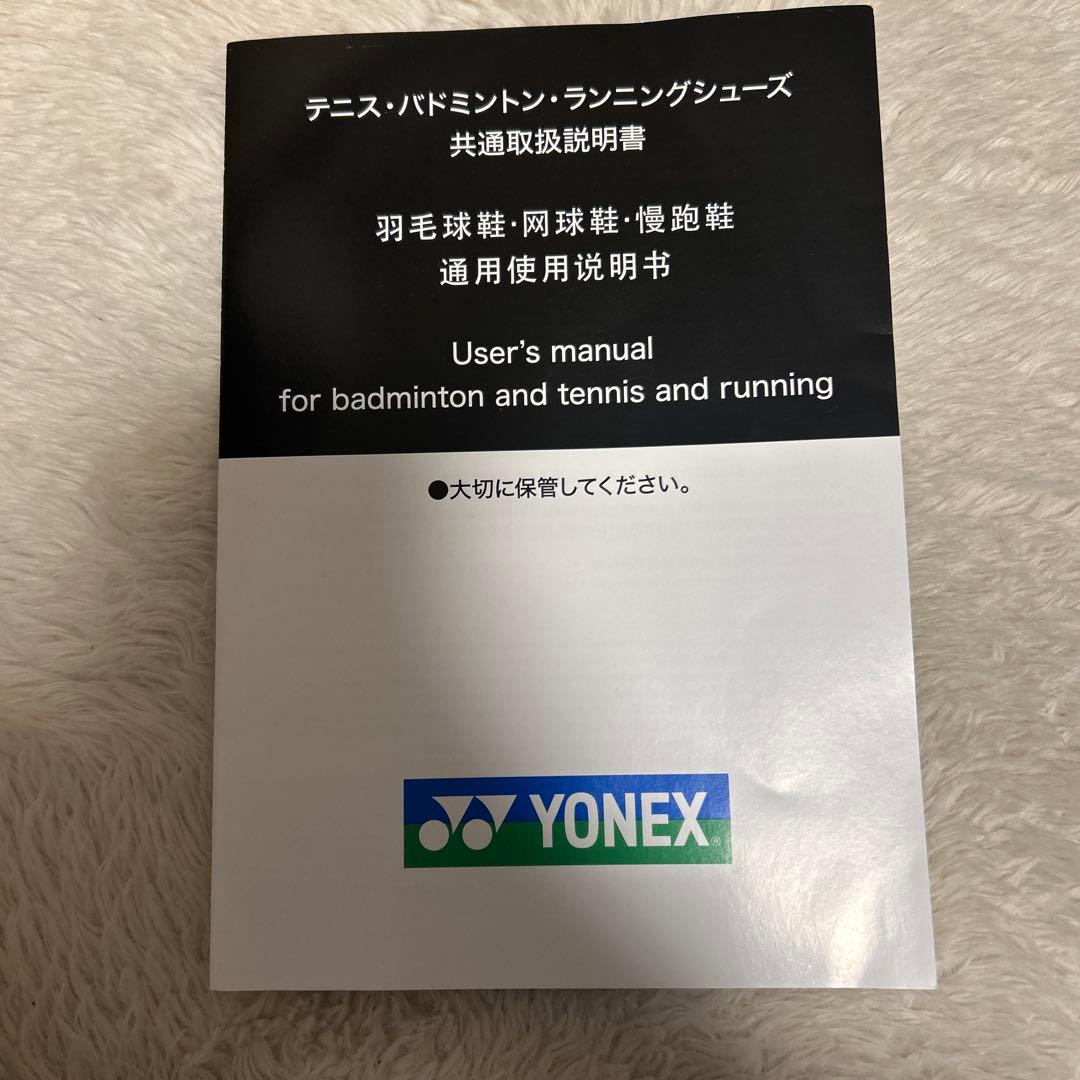 テニス・バドミントン・ランニングシューズ
共通取扱説明書
羽毛球鞋·网球鞋·慢跑鞋
通用使用说明书
User’s manual
for badminton and tennis and running
●大切に保管してください。
YONEX®